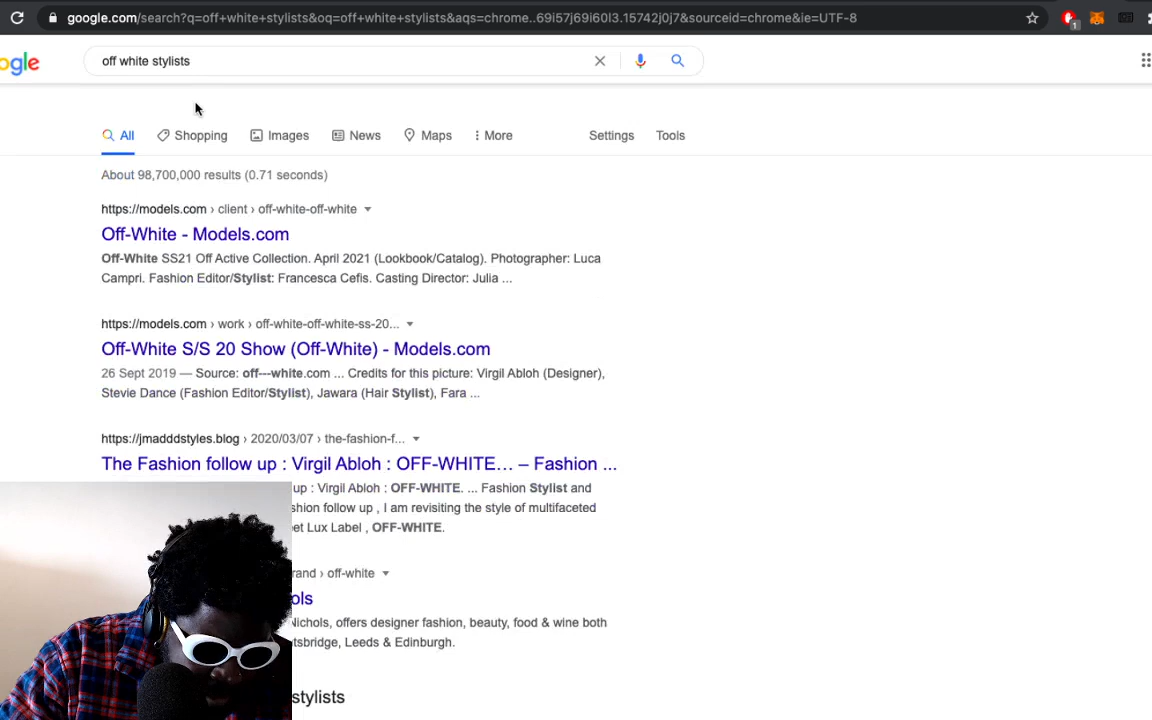 google.com/search?q=off+white+stylists&oq=off+white+stylists&aqs=chrome..69i57j69i60l3.15742j0j7&sourceid=chrome&ie=UTF-8
1
ogle
off white stylists
All Shopping Images News Maps More Settings Tools
About 98,700,000 results (0.71 seconds)
https://models.com › client › off-white-off-white
Off-White - Models.com
Off-White SS21 Off Active Collection. April 2021 (Lookbook/Catalog). Photographer: Luca
Campri. Fashion Editor/Stylist: Francesca Cefis. Casting Director: Julia ...
https://models.com › work › off-white-off-white-ss-20...
Off-White S/S 20 Show (Off-White) - Models.com
26 Sept 2019 — Source: off---white.com ... Credits for this picture: Virgil Abloh (Designer),
Stevie Dance (Fashion Editor/Stylist), Jawara (Hair Stylist), Fara ...
https://jmadddstyles.blog › 2020/03/07 › the-fashion-f...
The Fashion follow up : Virgil Abloh : OFF-WHITE… – Fashion ...
up : Virgil Abloh : OFF-WHITE. ... Fashion Stylist and
shion follow up , I am revisiting the style of multifaceted
et Lux Label , OFF-WHITE.
rand › off-white
ols
Nichols, offers designer fashion, beauty, food & wine both
tsbridge, Leeds & Edinburgh.
stylists